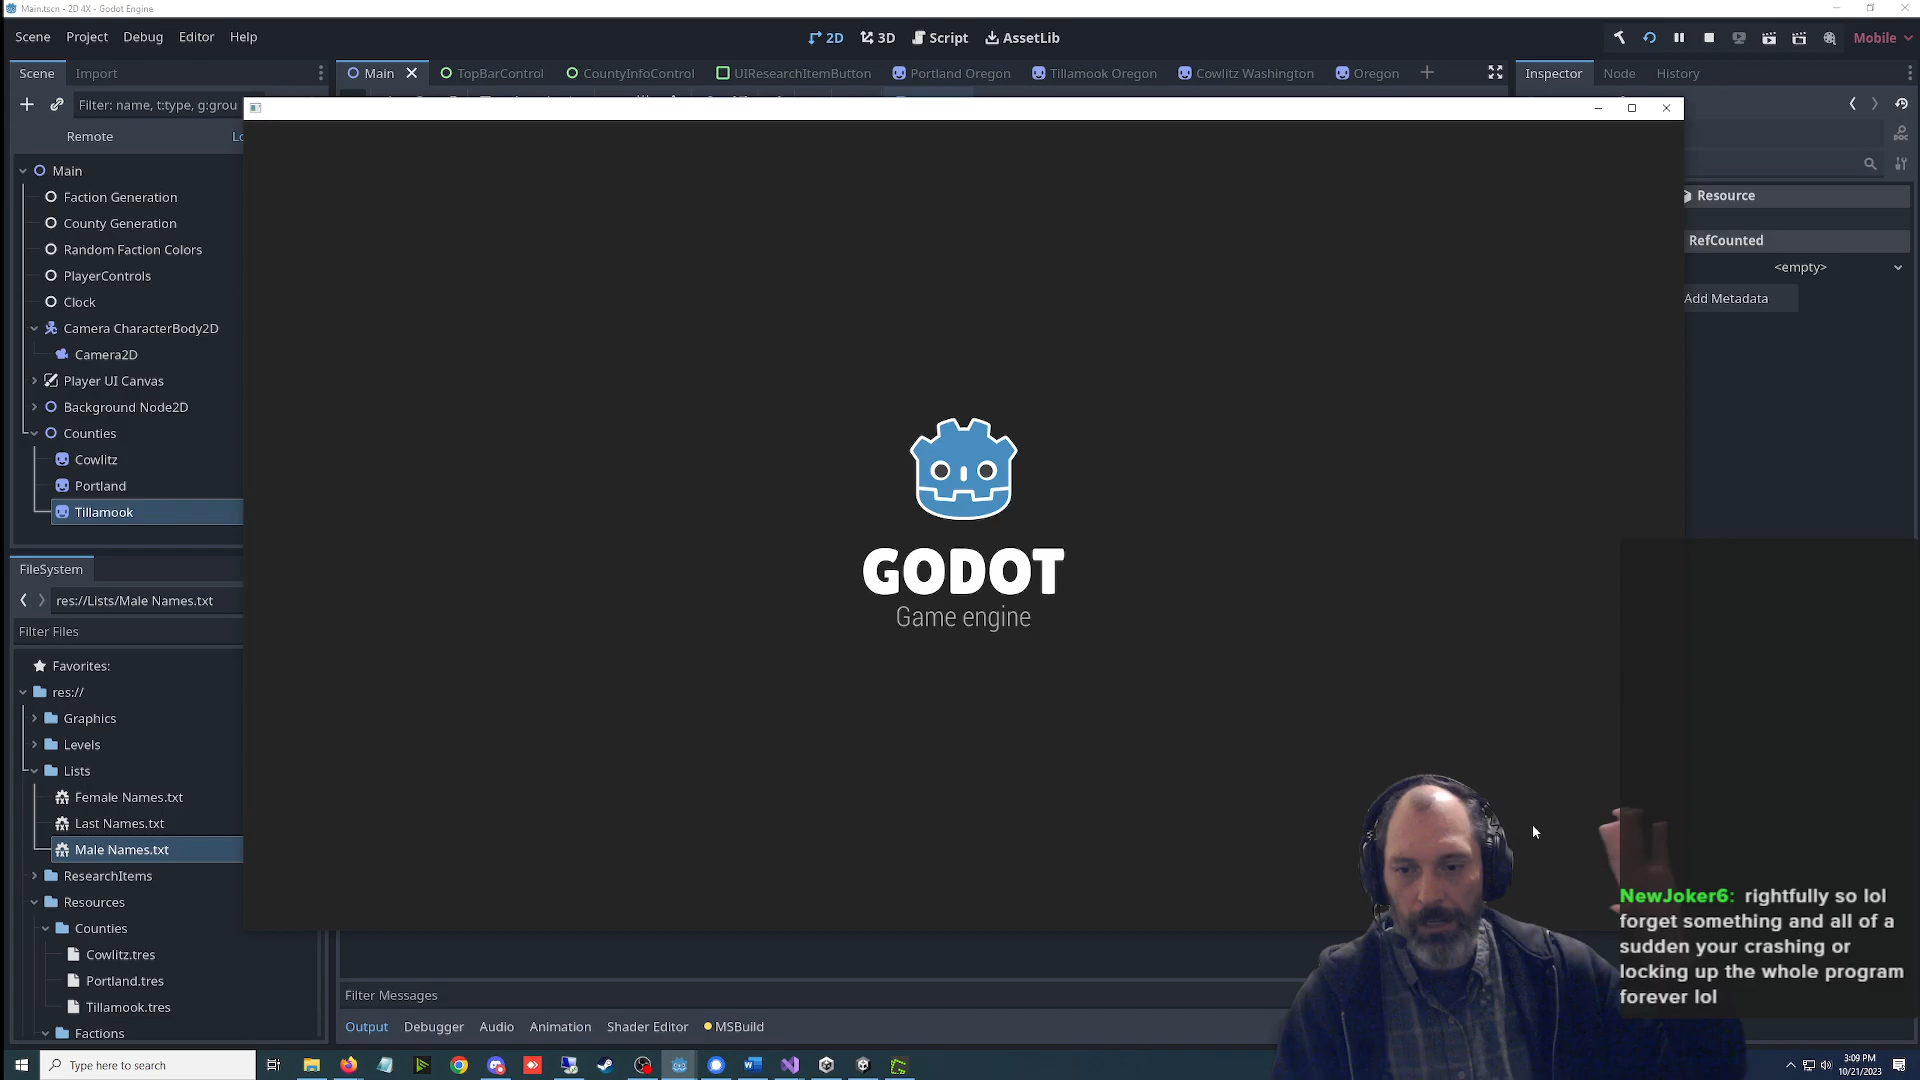 Main.tscn - 2D 4X - Godot Engine
Scene Project Debug Editor Help
2D 3D Script AssetLib
Mobile
Scene Import
Main TopBarControl CountyInfoControl UIResearchItemButton Portland Oregon Tillamook Oregon Cowlitz Washington Oregon
Inspector Node History
Filter: name, t:type, g:grou
Remote Lo
Main
Faction Generation
County Generation
Random Faction Colors
PlayerControls
Clock
Camera CharacterBody2D
Camera2D
Player UI Canvas
Background Node2D
Counties
Cowlitz
Portland
Tillamook
Resource
RefCounted
<empty>
Add Metadata
GODOT
Game engine
FileSystem
res://Lists/Male Names.txt
Filter Files
Favorites:
res://
Graphics
Levels
Lists
Female Names.txt
Last Names.txt
Male Names.txt
ResearchItems
Resources
Counties
Cowlitz.tres
Portland.tres
Tillamook.tres
Factions
Filter Messages
Output Debugger Audio Animation Shader Editor MSBuild
NewJoker6: rightfully so lol
forget something and all of a
sudden your crashing or
locking up the whole program
forever lol
Type here to search
3:09 PM
10/21/2023